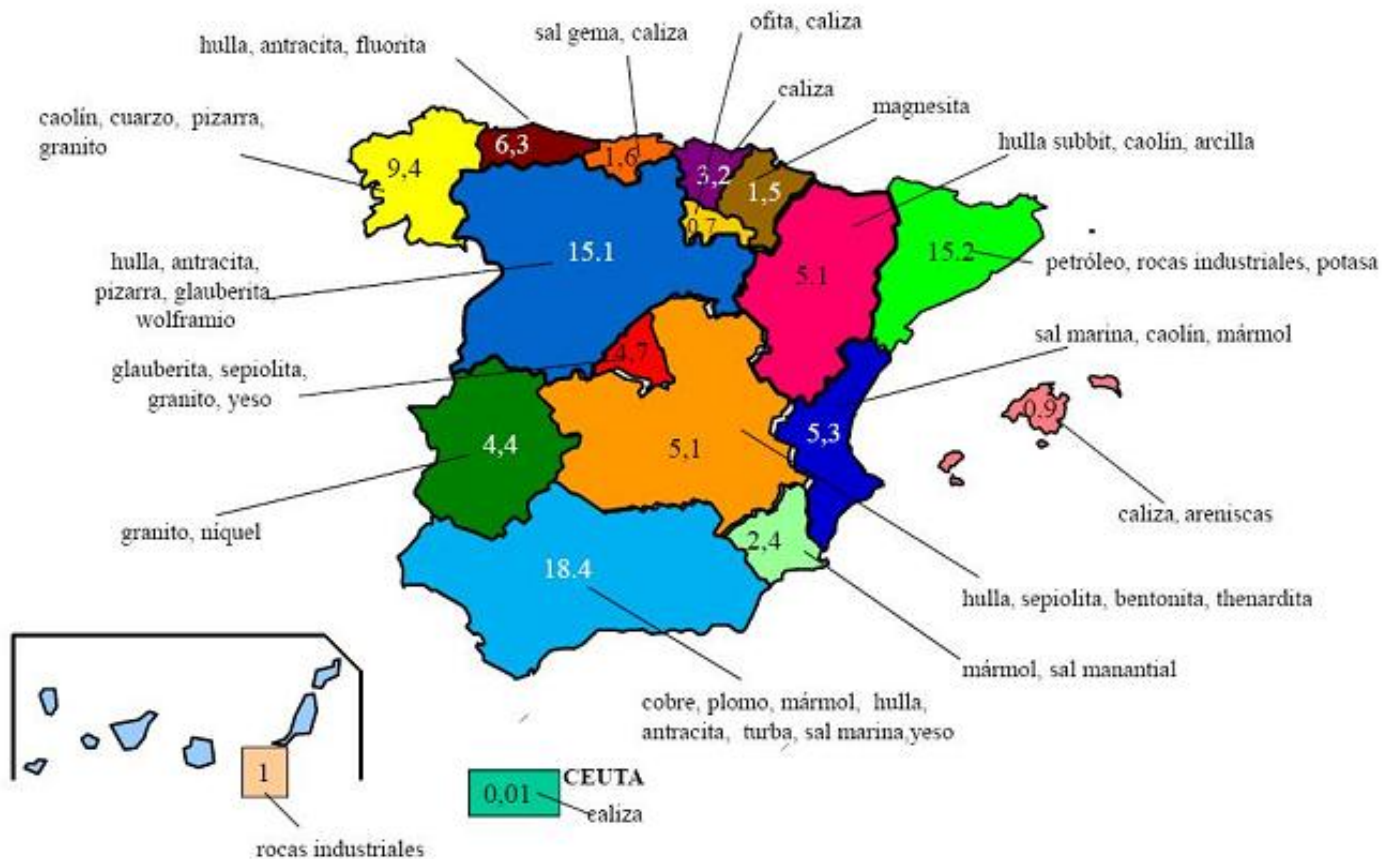 ofita, caliza
sal gema, caliza
hulla, antracita, fluorita
caliza
magnesita
caolín, cuarzo, pizarra,
granito
hulla subbit, caolín, arcilla
6,3
1,6
9,4
3,2
1,5
0,7
15.1
5.1
15.2
petróleo, rocas industriales, potasa
hulla, antracita,
pizarra, glauberita,
wolframio
sal marina, caolín, mármol
glauberita, sepiolita,
granito, yeso
4,7
0.9
4,4
5,1
5,3
caliza, areniscas
granito, níquel
2,4
18.4
hulla, sepiolita, bentonita, thenardita
mármol, sal manantial
cobre, plomo, mármol, hulla,
antracita, turba, sal marina,yeso
1
CEUTA
0,01
caliza
rocas industriales